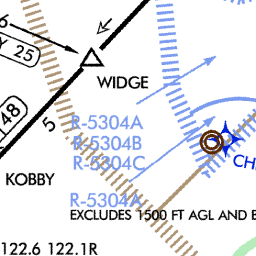 6
Y 25
WIDGE
48
5
R-5304A
R-5304B
R-5304C
CH
KOBBY
R-5304A
EXCLUDES 1500 FT AGL AND B
122.6 122.1R